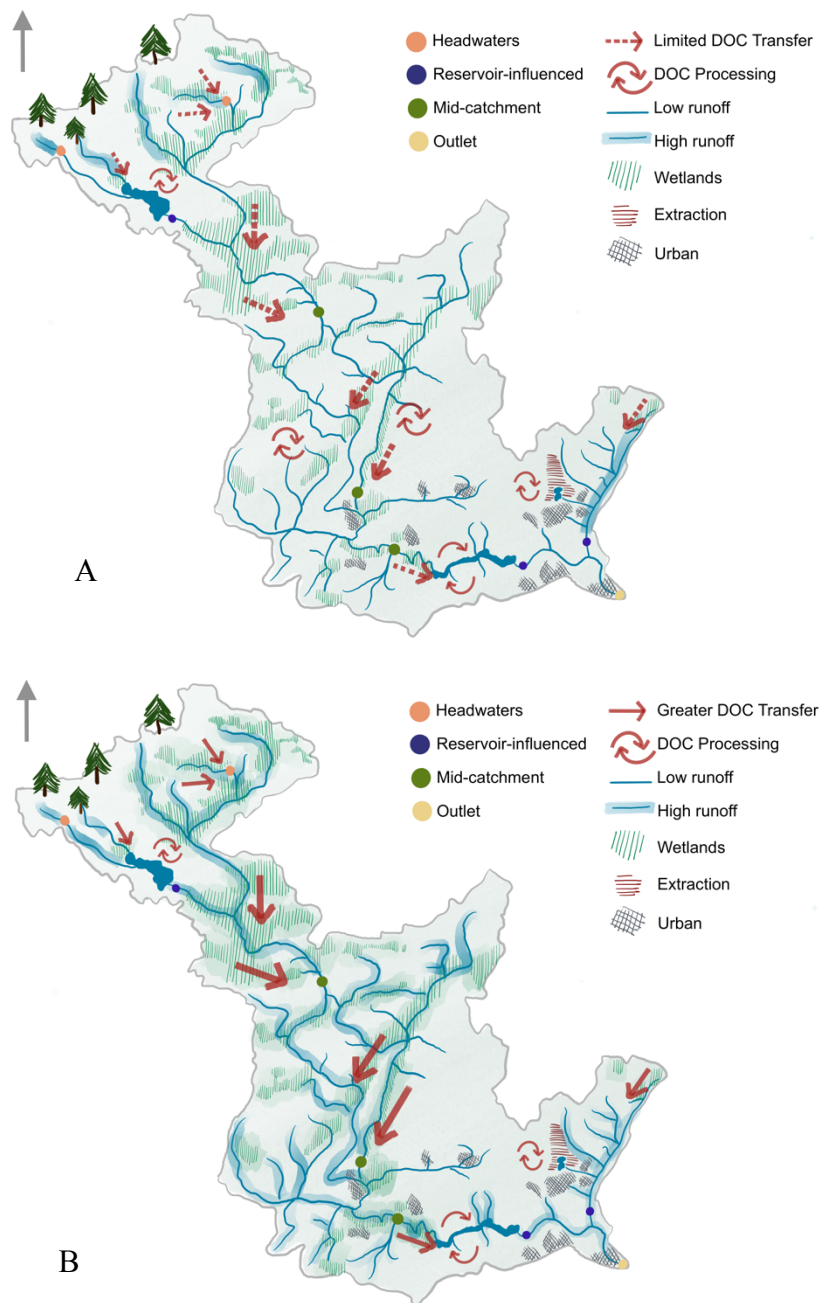 Headwaters
Reservoir-influenced
Mid-catchment
Outlet
Limited DOC Transfer
DOC Processing
Low runoff
High runoff
Wetlands
Extraction
Urban
A
Headwaters
Reservoir-influenced
Mid-catchment
Outlet
Greater DOC Transfer
DOC Processing
Low runoff
High runoff
Wetlands
Extraction
Urban
B